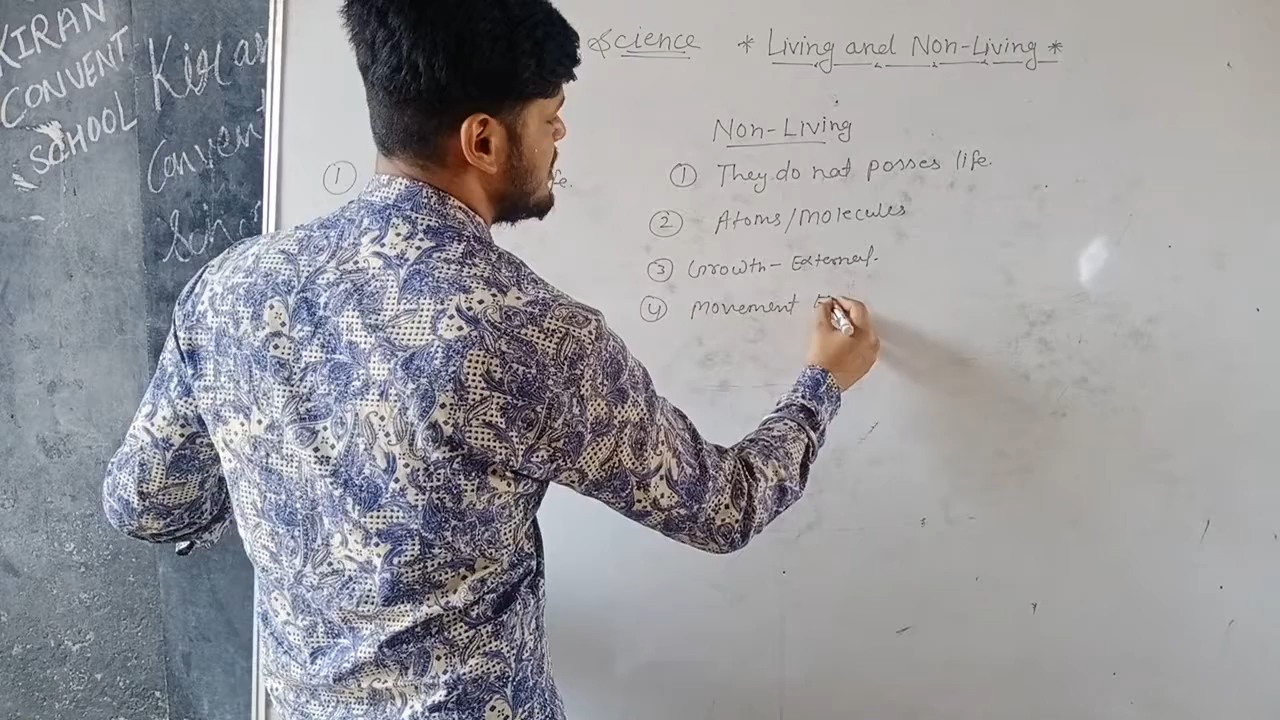 KIRAN
CONVENT
SCHOOL
Kiran
Convent
Science * Living and Non-Living *
Non-Living
① They do not posses life.
② Atoms/Molecules
③ Growth- External.
④ Movement
①